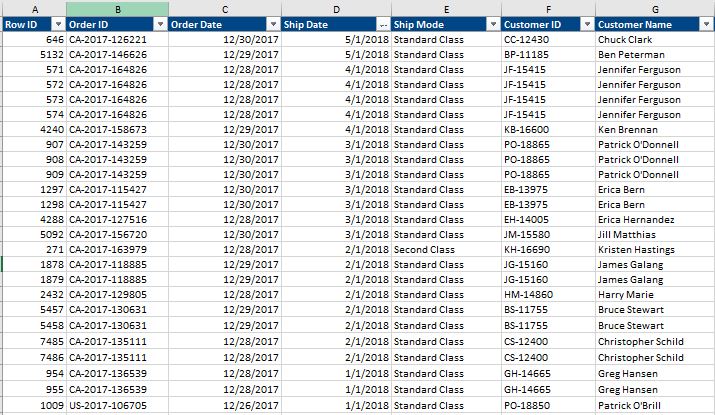 A B C D E F G
Row ID Order ID Order Date Ship Date Ship Mode Customer ID Customer Name
646 CA-2017-126221 12/30/2017 5/1/2018 Standard Class CC-12430 Chuck Clark
5132 CA-2017-146626 12/29/2017 5/1/2018 Standard Class BP-11185 Ben Peterman
571 CA-2017-164826 12/28/2017 4/1/2018 Standard Class JF-15415 Jennifer Ferguson
572 CA-2017-164826 12/28/2017 4/1/2018 Standard Class JF-15415 Jennifer Ferguson
573 CA-2017-164826 12/28/2017 4/1/2018 Standard Class JF-15415 Jennifer Ferguson
574 CA-2017-164826 12/28/2017 4/1/2018 Standard Class JF-15415 Jennifer Ferguson
4240 CA-2017-158673 12/29/2017 4/1/2018 Standard Class KB-16600 Ken Brennan
907 CA-2017-143259 12/30/2017 3/1/2018 Standard Class PO-18865 Patrick O'Donnell
908 CA-2017-143259 12/30/2017 3/1/2018 Standard Class PO-18865 Patrick O'Donnell
909 CA-2017-143259 12/30/2017 3/1/2018 Standard Class PO-18865 Patrick O'Donnell
1297 CA-2017-115427 12/30/2017 3/1/2018 Standard Class EB-13975 Erica Bern
1298 CA-2017-115427 12/30/2017 3/1/2018 Standard Class EB-13975 Erica Bern
4288 CA-2017-127516 12/28/2017 3/1/2018 Standard Class EH-14005 Erica Hernandez
5092 CA-2017-156720 12/30/2017 3/1/2018 Standard Class JM-15580 Jill Matthias
271 CA-2017-163979 12/28/2017 2/1/2018 Second Class KH-16690 Kristen Hastings
1878 CA-2017-118885 12/29/2017 2/1/2018 Standard Class JG-15160 James Galang
1879 CA-2017-118885 12/29/2017 2/1/2018 Standard Class JG-15160 James Galang
2432 CA-2017-129805 12/28/2017 2/1/2018 Standard Class HM-14860 Harry Marie
5457 CA-2017-130631 12/29/2017 2/1/2018 Standard Class BS-11755 Bruce Stewart
5458 CA-2017-130631 12/29/2017 2/1/2018 Standard Class BS-11755 Bruce Stewart
7485 CA-2017-135111 12/28/2017 2/1/2018 Standard Class CS-12400 Christopher Schild
7486 CA-2017-135111 12/28/2017 2/1/2018 Standard Class CS-12400 Christopher Schild
954 CA-2017-136539 12/28/2017 1/1/2018 Standard Class GH-14665 Greg Hansen
955 CA-2017-136539 12/28/2017 1/1/2018 Standard Class GH-14665 Greg Hansen
1009 US-2017-106705 12/26/2017 1/1/2018 Standard Class PO-18850 Patrick O'Brill